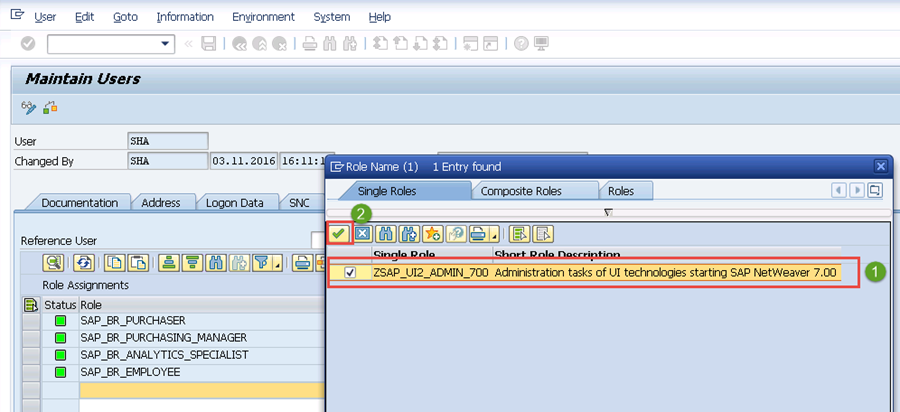 User Edit Goto Information Environment System Help
Maintain Users
User SHA
Changed By SHA 03.11.2016 16:11:1
Role Name (1) 1 Entry found
Single Roles Composite Roles Roles
Documentation Address Logon Data SNC
2
Reference User
Single Role Short Role Description
ZSAP_UI2_ADMIN_700 Administration tasks of UI technologies starting SAP NetWeaver 7.00 1
Role Assignments
Status Role
SAP_BR_PURCHASER
SAP_BR_PURCHASING_MANAGER
SAP_BR_ANALYTICS_SPECIALIST
SAP_BR_EMPLOYEE